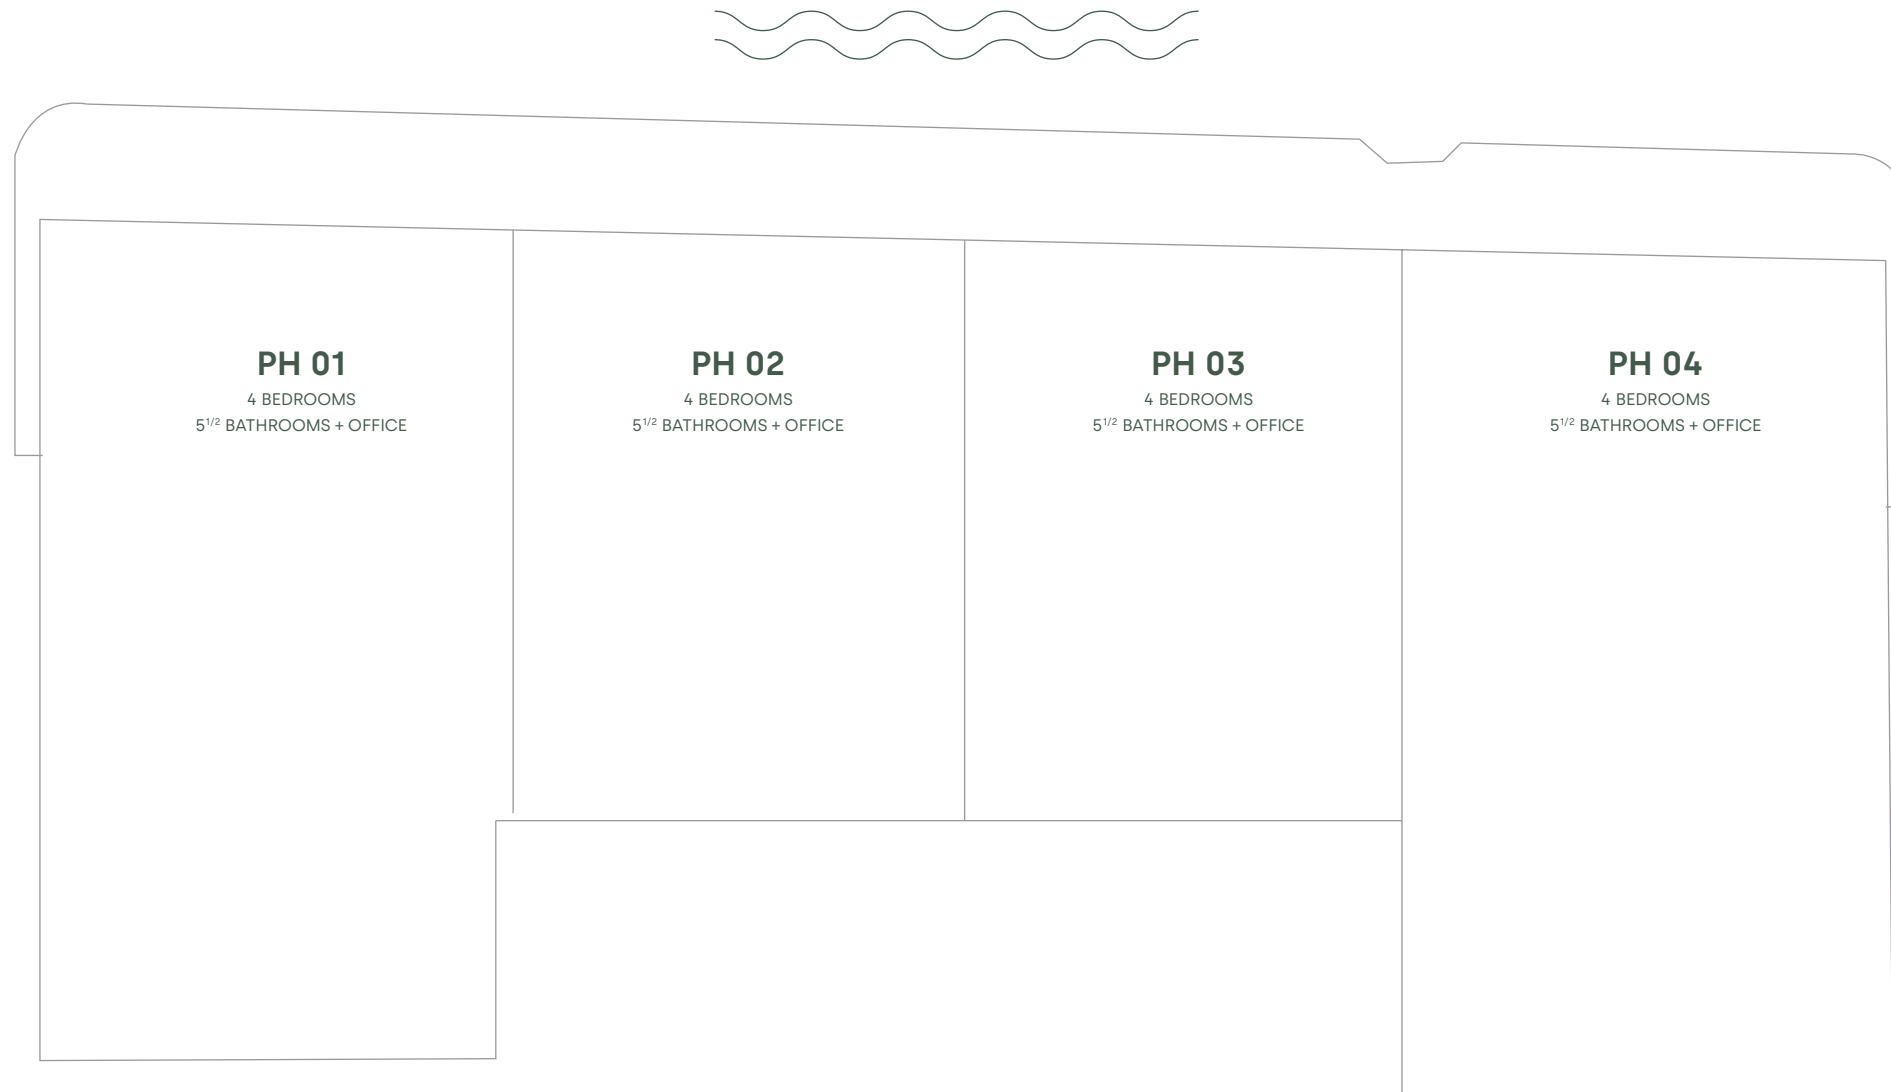 PH 01
4 BEDROOMS
5 1/2 BATHROOMS + OFFICE
PH 02
4 BEDROOMS
5 1/2 BATHROOMS + OFFICE
PH 03
4 BEDROOMS
5 1/2 BATHROOMS + OFFICE
PH 04
4 BEDROOMS
5 1/2 BATHROOMS + OFFICE